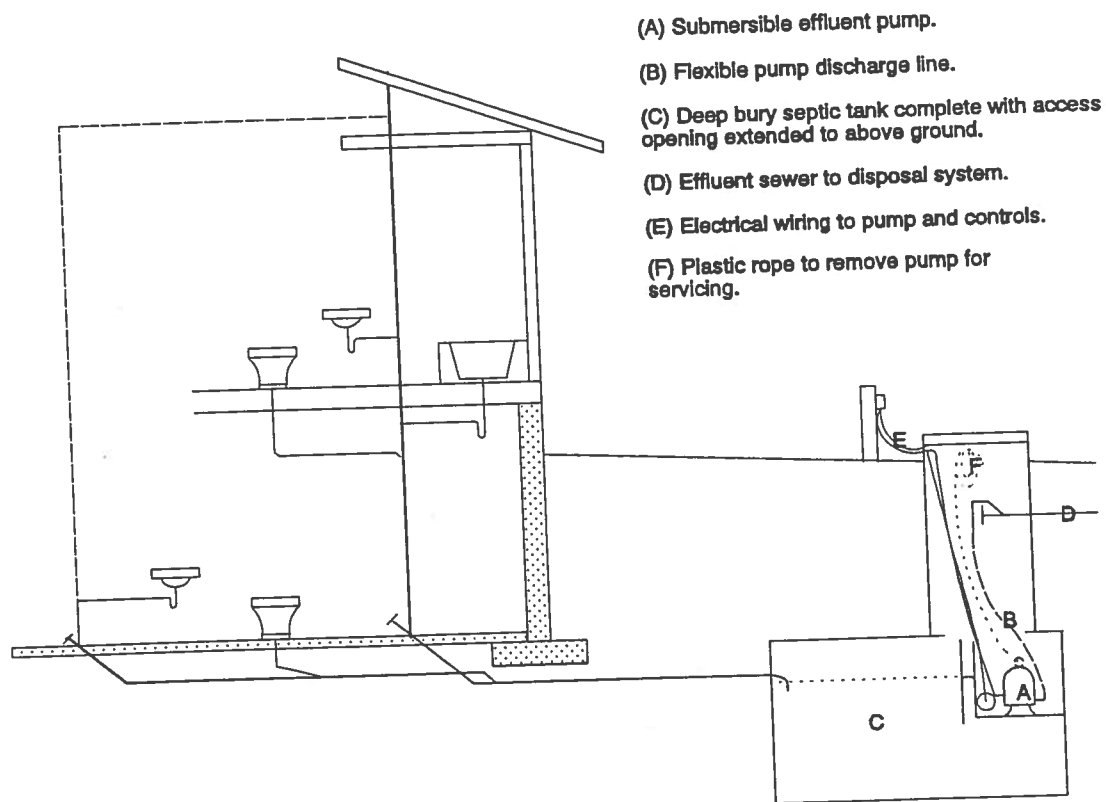 (A) Submersible effluent pump.
(B) Flexible pump discharge line.
(C) Deep bury septic tank complete with access
opening extended to above ground.
(D) Effluent sewer to disposal system.
(E) Electrical wiring to pump and controls.
(F) Plastic rope to remove pump for
servicing.
E
F
D
B
A
C